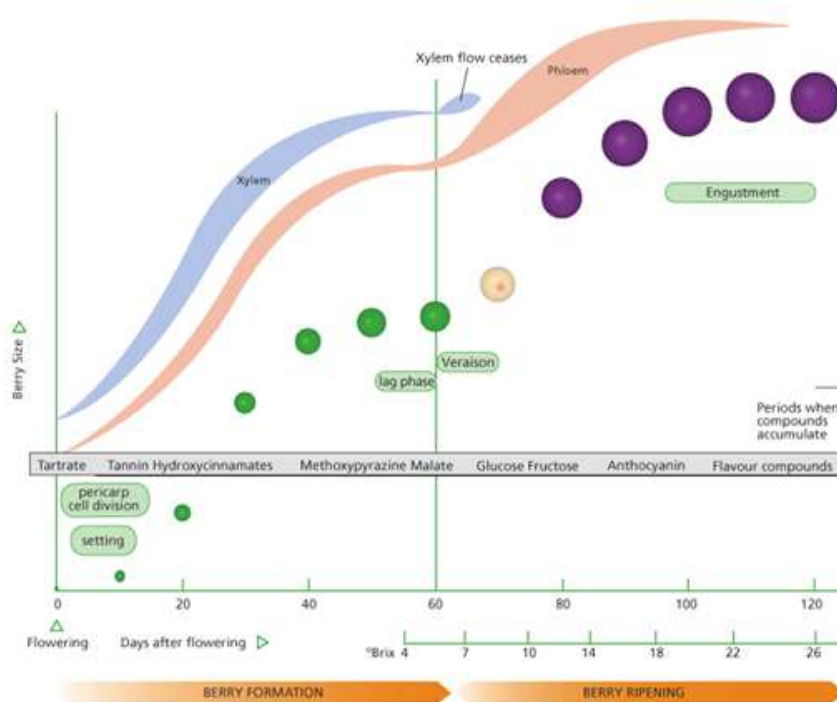 Xylem flow ceases
Phloem
Xylem
Engustment
Veraison
lag phase
Berry Size
Periods when
compounds
accumulate
Tartrate Tannin Hydroxycinnamates Methoxypyrazine Malate Glucose Fructose Anthocyanin Flavour compounds
pericarp
cell division
setting
0 20 40 60 80 100 120
Flowering Days after flowering
°Brix 4 7 10 14 18 22 26
BERRY FORMATION BERRY RIPENING